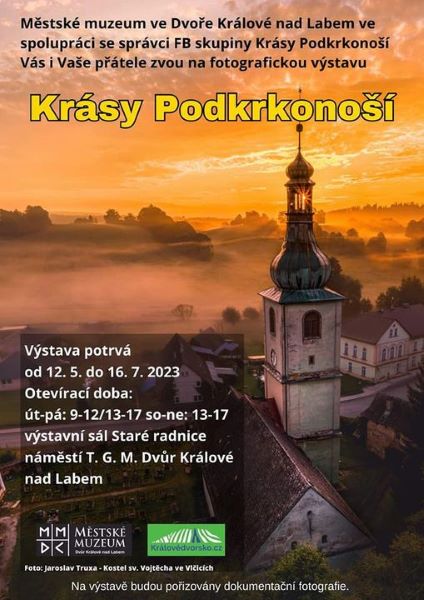 Městské muzeum ve Dvoře Králové nad Labem ve
spolupráci se správci FB skupiny Krásy Podkrkonoší
Vás i Vaše přátele zvou na fotografickou výstavu
Krásy Podkrkonoší
Výstava potrvá
od 12. 5. do 16. 7. 2023
Otevírací doba:
út-pá: 9-12/13-17 so-ne: 13-17
výstavní sál Staré radnice
náměstí T. G. M. Dvůr Králové
nad Labem
MM
DK
MĚSTSKÉ
MUZEUM
Dvůr Králové nad Labem
Královédvorsko.cz
Foto: Jaroslav Truxa - Kostel sv. Vojtěcha ve Vlčicích
Na výstavě budou pořizovány dokumentační fotografie.